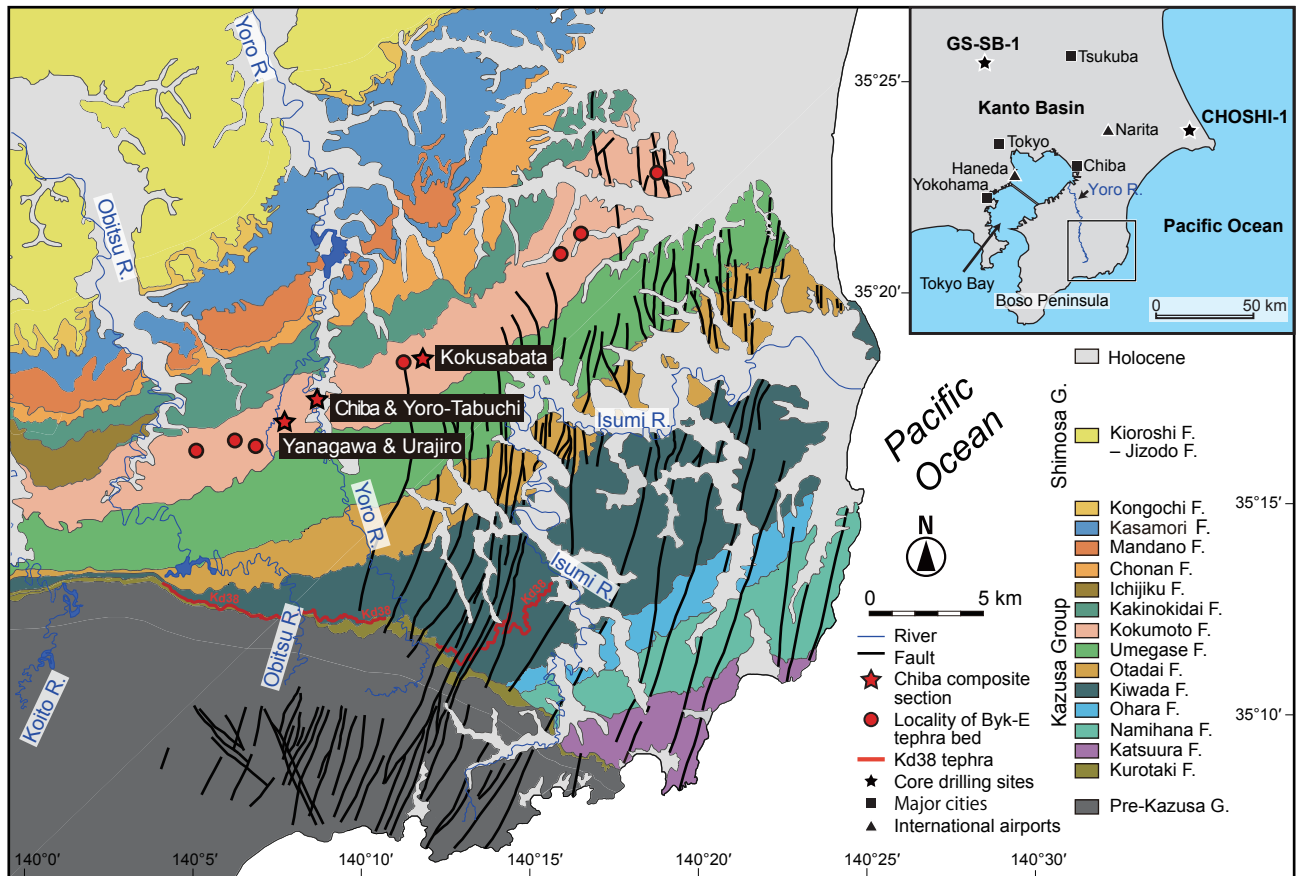 Yoro R.
Obitsu R.
Kokusabata
Chiba & Yoro-Tabuchi
Yanagawa & Urajiro
Isumi R.
Yoro R.
Isumi R.
Kd38
Kd38
Kd38
Obitsu R.
Koito R.
Pacific
Ocean
N
0 5 km
River
Fault
Chiba composite
section
Locality of Byk-E
tephra bed
Kd38 tephra
Core drilling sites
Major cities
International airports
GS-SB-1
Tsukuba
Kanto Basin
CHOSHI-1
Narita
Tokyo
Haneda
Chiba
Yokohama
Yoro R.
Pacific Ocean
Tokyo Bay
Boso Peninsula
0 50 km
35°25′
35°20′
35°15′
35°10′
140°0′ 140°5′ 140°10′ 140°15′ 140°20′ 140°25′ 140°30′
Holocene
Shimosa G.
Kioroshi F.
– Jizodo F.
Kazusa Group
Kongochi F.
Kasamori F.
Mandano F.
Chonan F.
Ichijiku F.
Kakinokidai F.
Kokumoto F.
Umegase F.
Otadai F.
Kiwada F.
Ohara F.
Namihana F.
Katsuura F.
Kurotaki F.
Pre-Kazusa G.